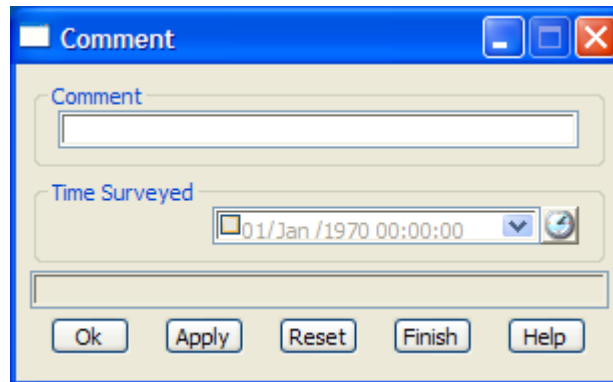 Comment
Comment
Time Surveyed
01/Jan /1970 00:00:00
Ok Apply Reset Finish Help